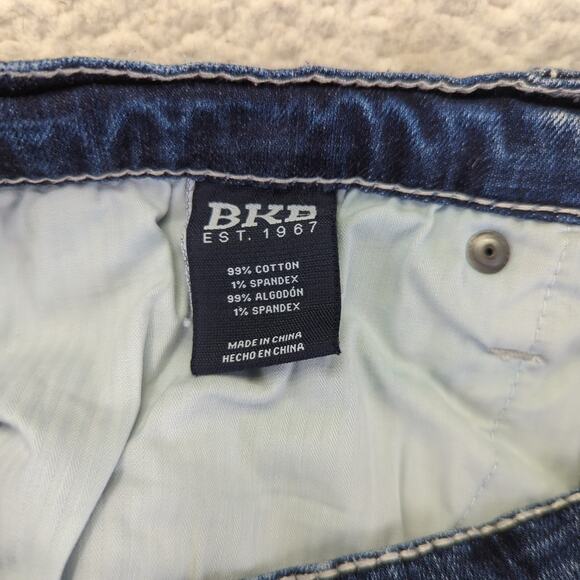 BKE
EST. 1967
99% COTTON
1% SPANDEX
99% ALGODÓN
1% SPANDEX
MADE IN CHINA
HECHO EN CHINA